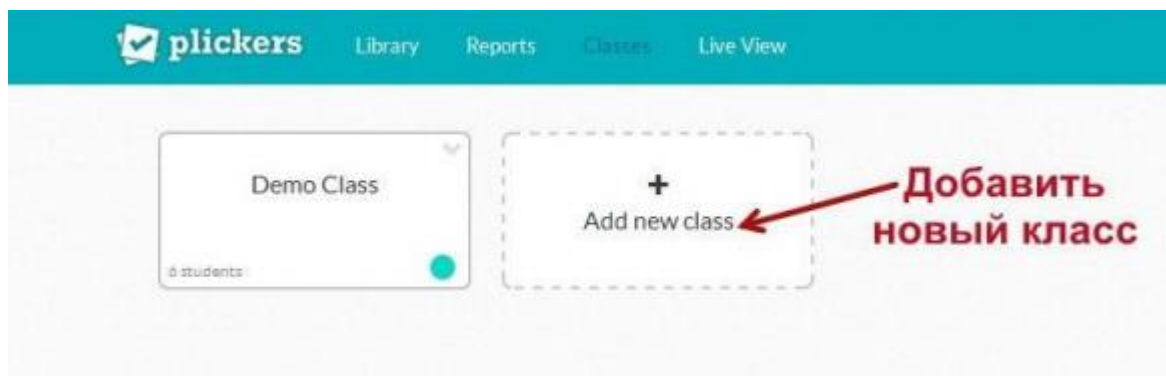 plickers Library Reports Classes Live View
Demo Class
6 students
+
Add new class
Добавить
новый класс